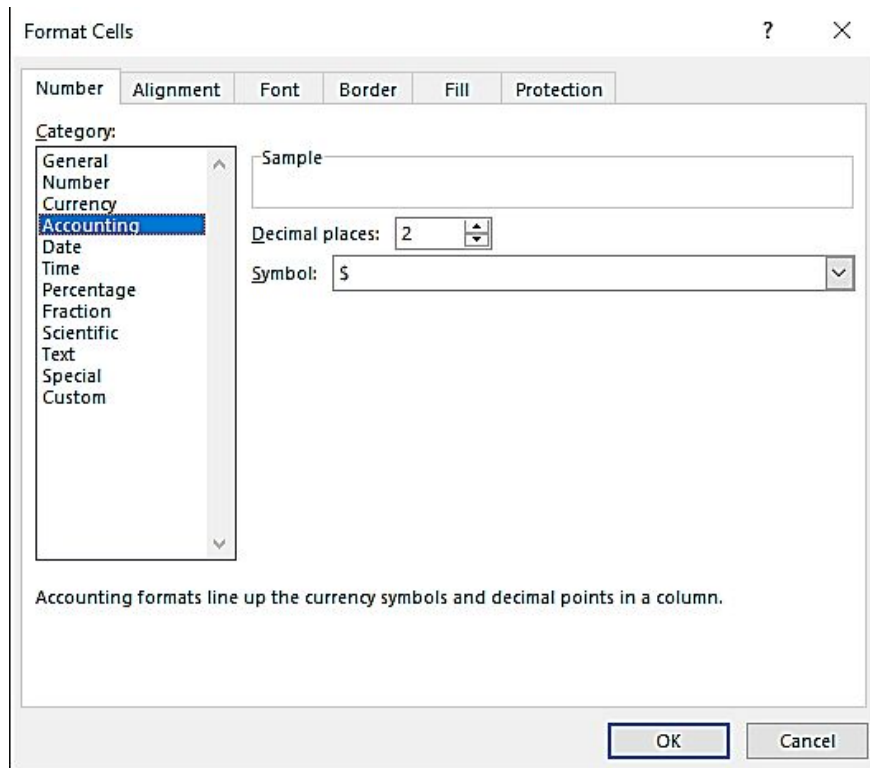 Format Cells ?
Number Alignment Font Border Fill Protection
Category:
General
Number
Currency
Accounting
Date
Time
Percentage
Fraction
Scientific
Text
Special
Custom
Sample
Decimal places: 2
Symbol: $
Accounting formats line up the currency symbols and decimal points in a column.
OK Cancel